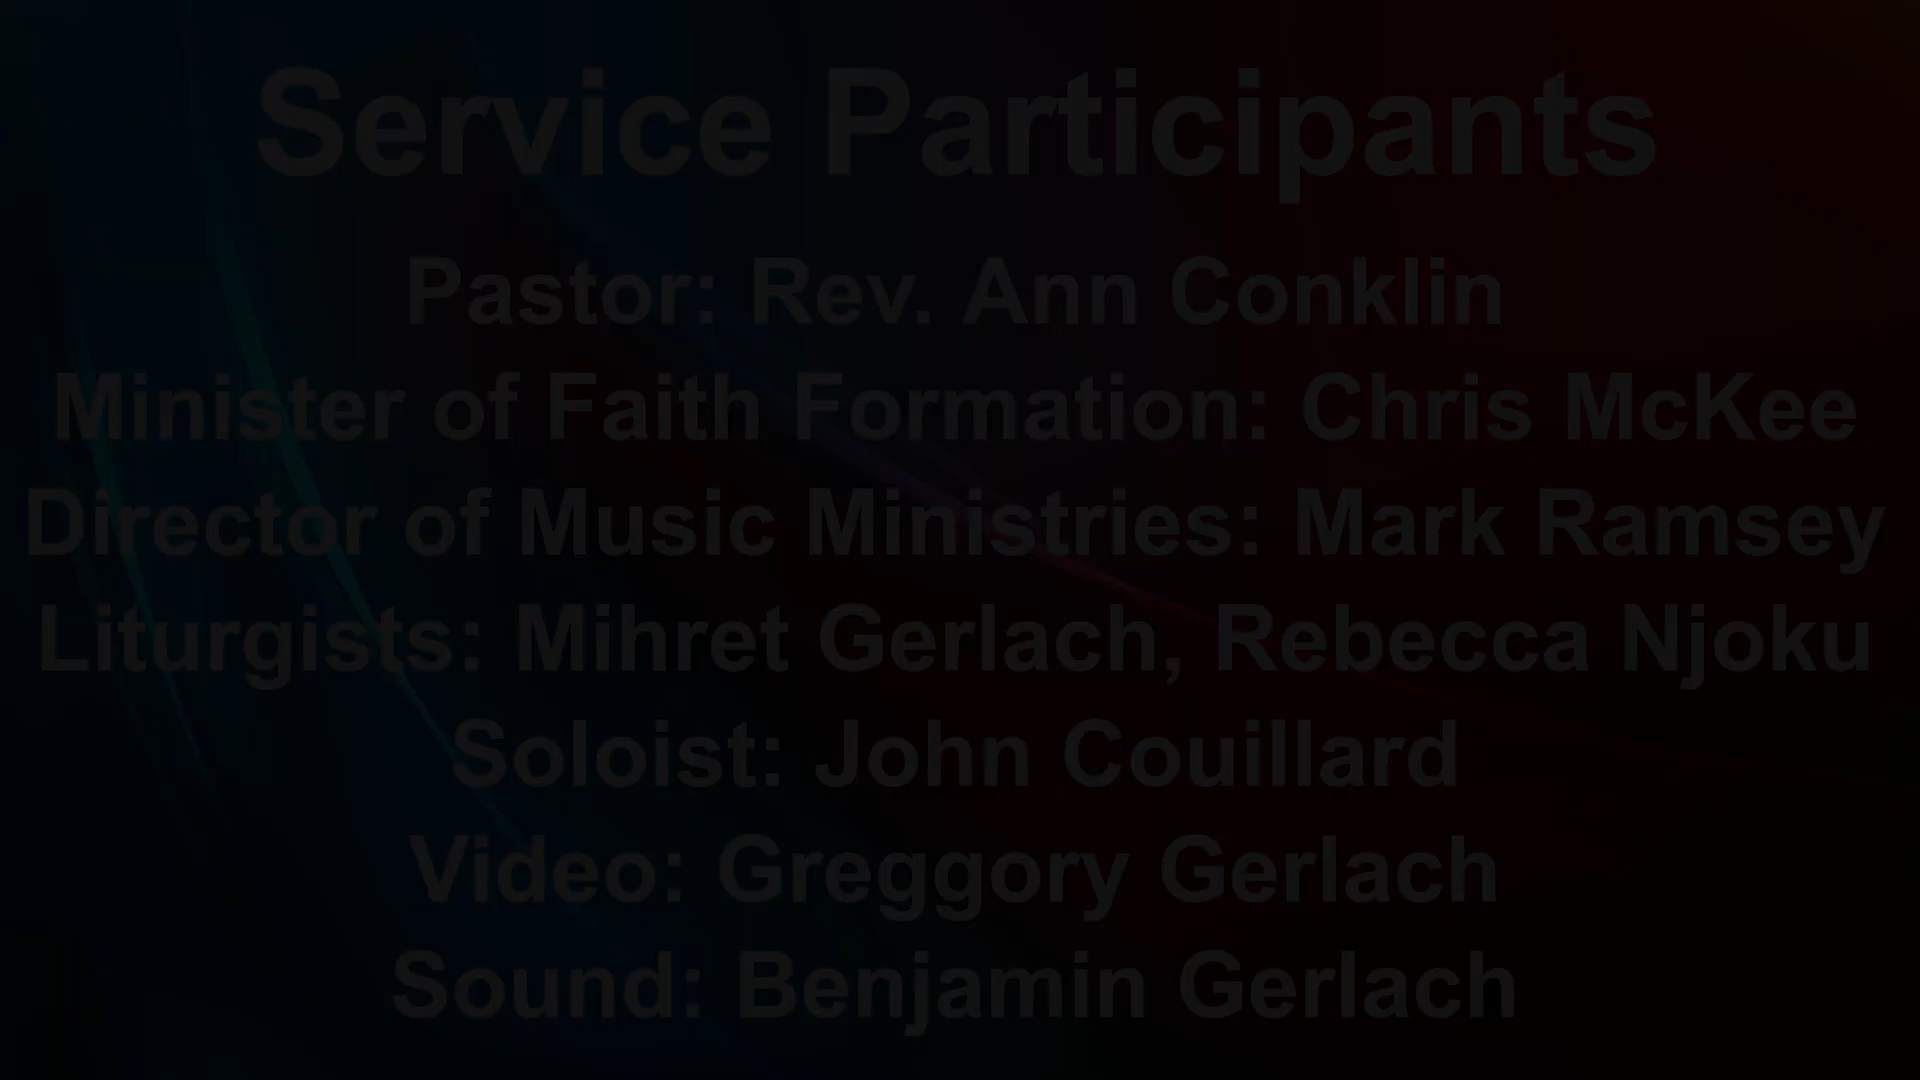 Service Participants
Pastor: Rev. Ann Conklin
Minister of Faith Formation: Chris McKee
Director of Music Ministries: Mark Ramsey
Liturgists: Mihret Gerlach, Rebecca Njoku
Soloist: John Couillard
Video: Greggory Gerlach
Sound: Benjamin Gerlach